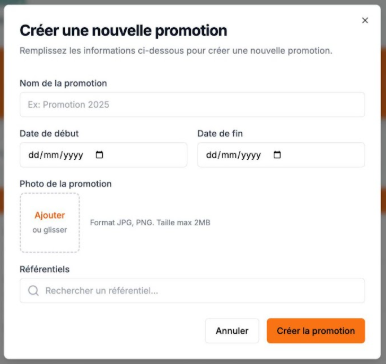 Créer une nouvelle promotion
Remplissez les informations ci-dessous pour créer une nouvelle promotion.
Nom de la promotion
Ex: Promotion 2025
Date de début
Date de fin
dd/mm/yyyy
dd/mm/yyyy
Photo de la promotion
Ajouter
ou glisser
Format JPG, PNG. Taille max 2MB
Référentiels
Rechercher un référentiel...
Annuler
Créer la promotion